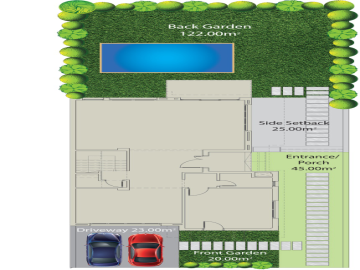 Back Garden
122.00m²
Side Setback
25.00m²
Entrance/
Porch
45.00m²
Driveway 23.00m²
Front Garden
20.00m²